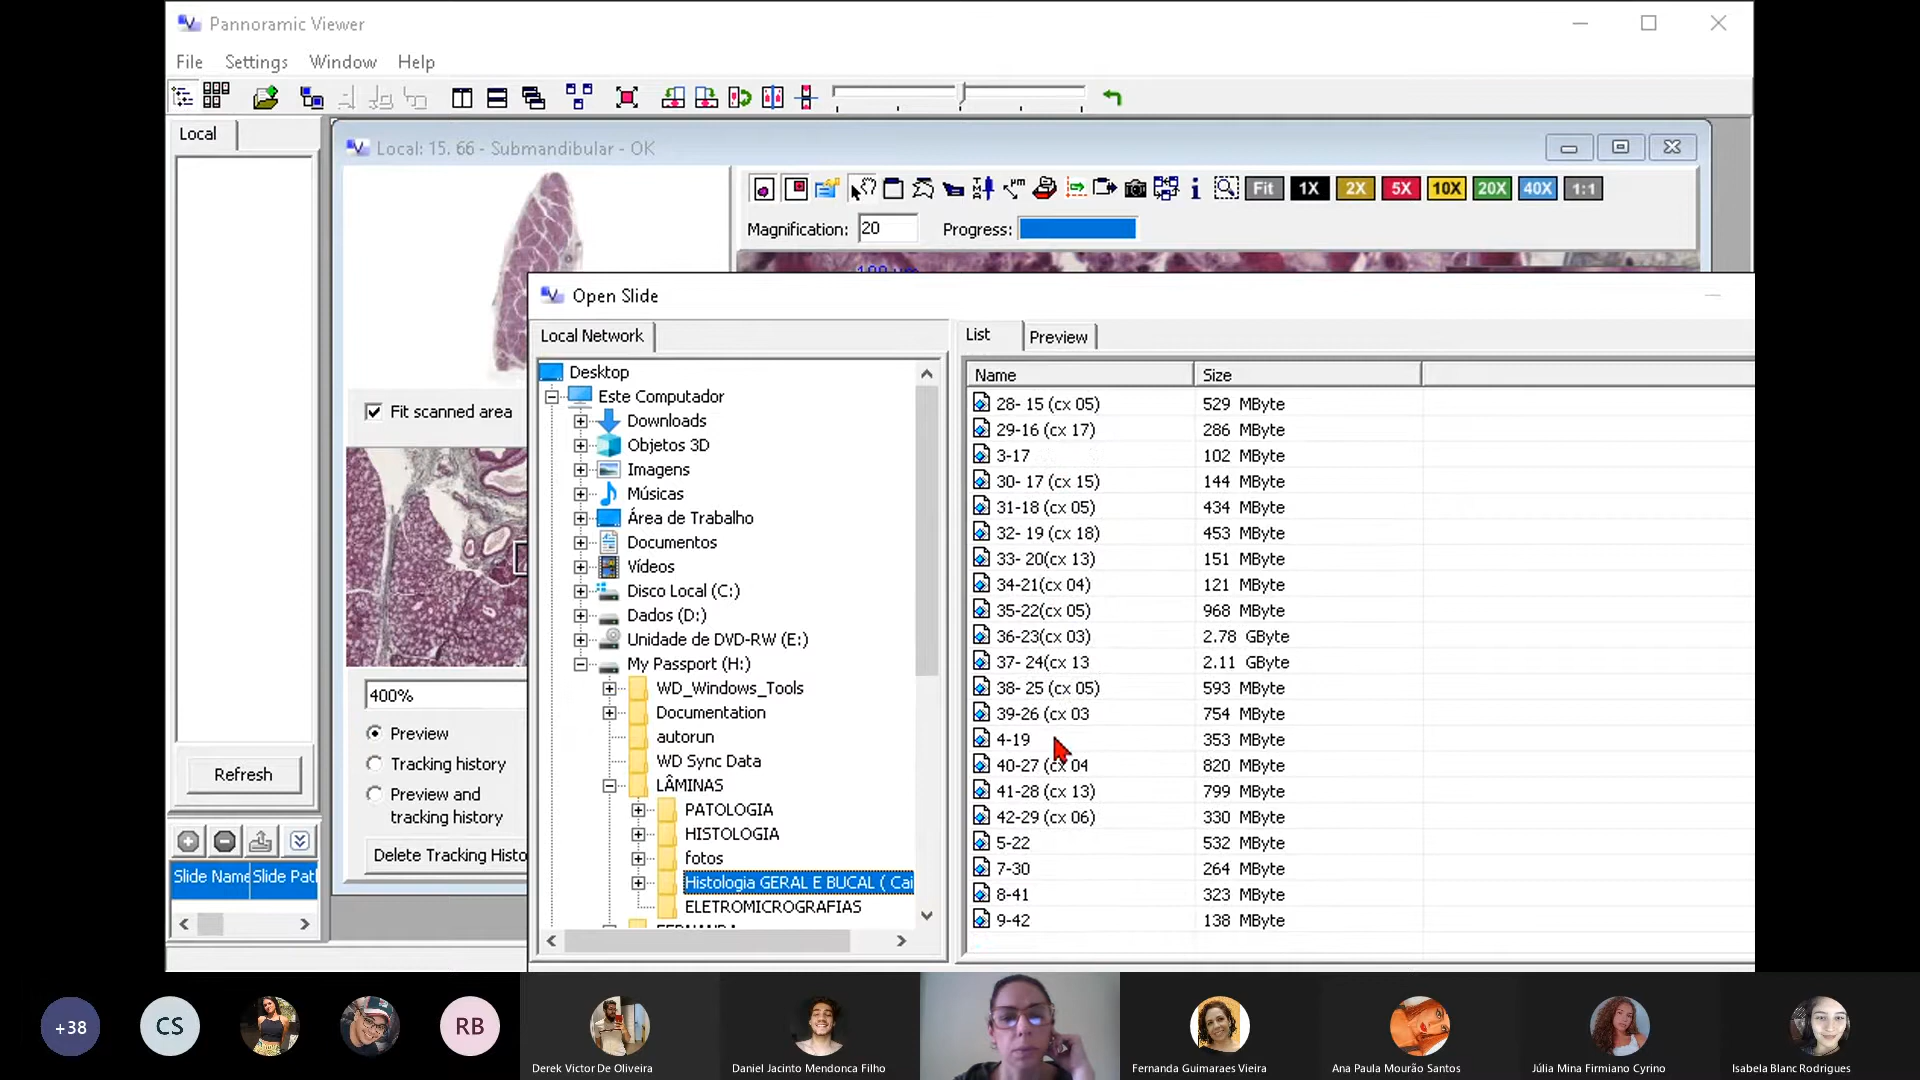 Pannoramic Viewer
File Settings Window Help
Local
Local: 15. 66 - Submandibular - OK
Fit 1X 2X 5X 10X 20X 40X 1:1
Magnification: 20 Progress:
100 µm
Fit scanned area
400%
Preview
Tracking history
Preview and
tracking history
Delete Tracking Histo
Refresh
Slide Name Slide Path
Open Slide
Local Network
Desktop
Este Computador
Downloads
Objetos 3D
Imagens
Músicas
Área de Trabalho
Documentos
Vídeos
Disco Local (C:)
Dados (D:)
Unidade de DVD-RW (E:)
My Passport (H:)
WD_Windows_Tools
Documentation
autorun
WD Sync Data
LÂMINAS
PATOLOGIA
HISTOLOGIA
fotos
Histologia GERAL E BUCAL ( Cai
ELETROMICROGRAFIAS
List Preview
Name Size
28- 15 (cx 05) 529 MByte
29-16 (cx 17) 286 MByte
3-17 102 MByte
30- 17 (cx 15) 144 MByte
31-18 (cx 05) 434 MByte
32- 19 (cx 18) 453 MByte
33- 20(cx 13) 151 MByte
34-21(cx 04) 121 MByte
35-22(cx 05) 968 MByte
36-23(cx 03) 2.78 GByte
37- 24(cx 13 2.11 GByte
38- 25 (cx 05) 593 MByte
39-26 (cx 03 754 MByte
4-19 353 MByte
40-27 (cx 04 820 MByte
41-28 (cx 13) 799 MByte
42-29 (cx 06) 330 MByte
5-22 532 MByte
7-30 264 MByte
8-41 323 MByte
9-42 138 MByte
+38 CS RB
Derek Victor De Oliveira
Daniel Jacinto Mendonca Filho
Fernanda Guimaraes Vieira
Ana Paula Mourão Santos
Júlia Mina Firmiano Cyrino
Isabela Blanc Rodrigues